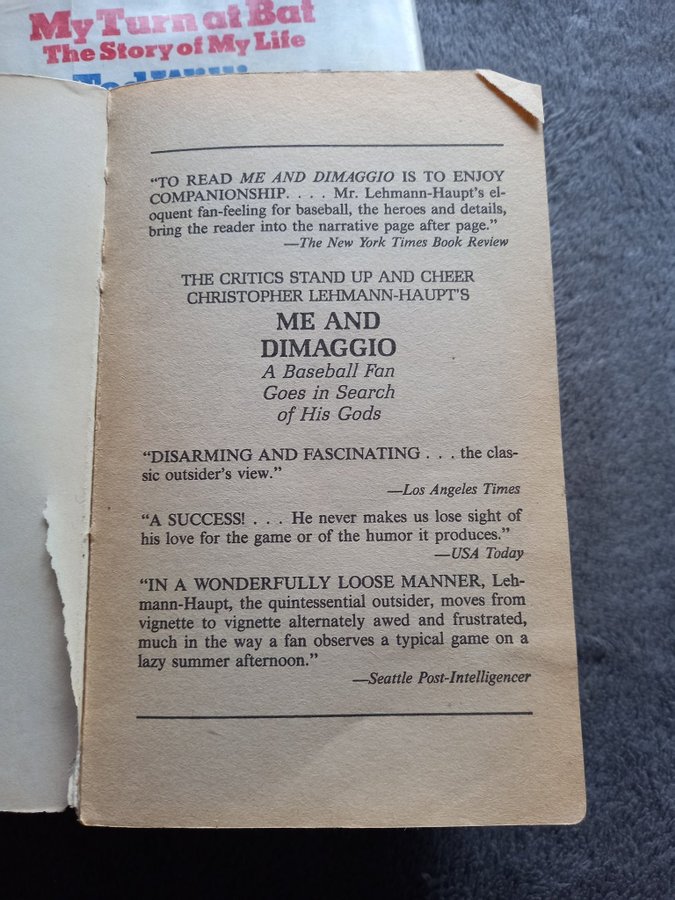 My Turn at Bat
The Story of My Life
Ted
“TO READ ME AND DIMAGGIO IS TO ENJOY
COMPANIONSHIP. . . . Mr. Lehmann-Haupt's el-
oquent fan-feeling for baseball, the heroes and details,
bring the reader into the narrative page after page.”
—The New York Times Book Review
THE CRITICS STAND UP AND CHEER
CHRISTOPHER LEHMANN-HAUPT'S
ME AND
DIMAGGIO
A Baseball Fan
Goes in Search
of His Gods
“DISARMING AND FASCINATING . . . the clas-
sic outsider's view.”
—Los Angeles Times
“A SUCCESS! . . . He never makes us lose sight of
his love for the game or of the humor it produces.”
—USA Today
“IN A WONDERFULLY LOOSE MANNER, Leh-
mann-Haupt, the quintessential outsider, moves from
vignette to vignette alternately awed and frustrated,
much in the way a fan observes a typical game on a
lazy summer afternoon.”
—Seattle Post-Intelligencer